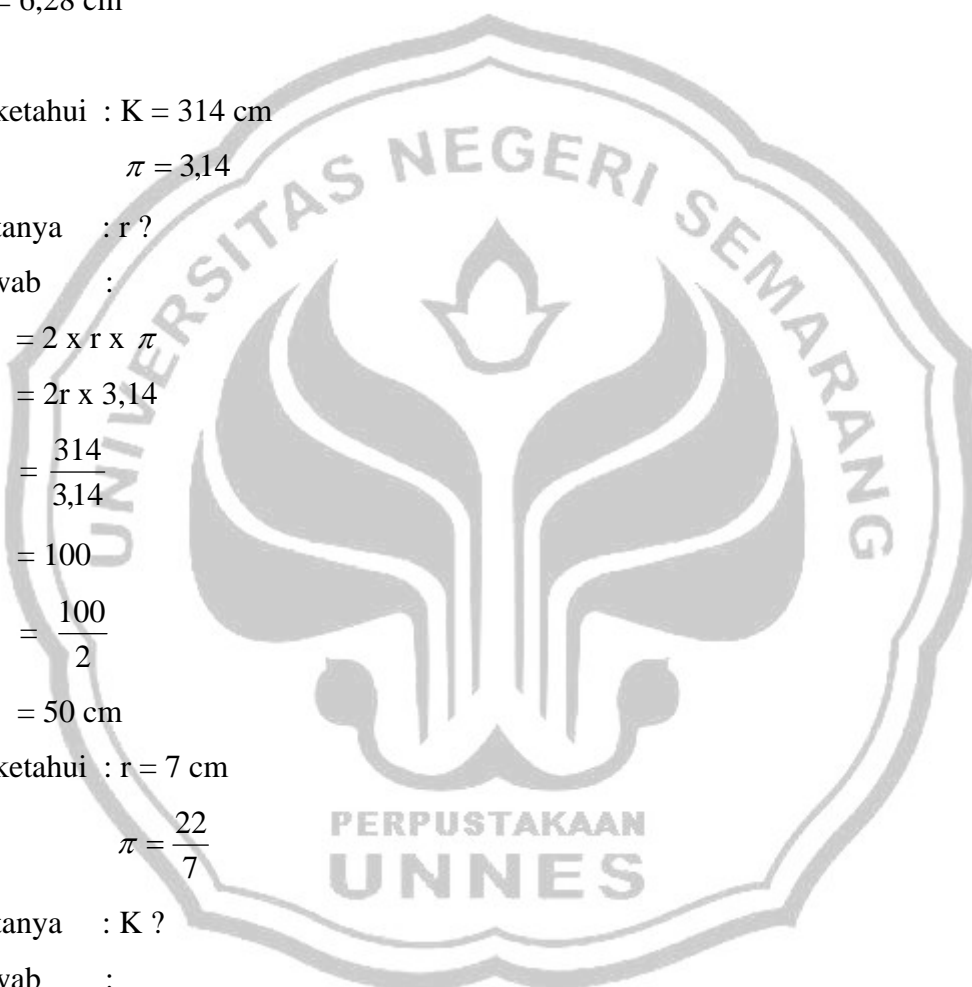 = 6,28 cm
ketahui : K = 314 cm
π = 3,14
tanya : r ?
wab :
= 2 x r x π
= 2r x 3,14
= 314/3,14
= 100
= 100/2
= 50 cm
ketahui : r = 7 cm
π = 22/7
tanya : K ?
wab :
UNIVERSITAS NEGERI SEMARANG
PERPUSTAKAAN
UNNES